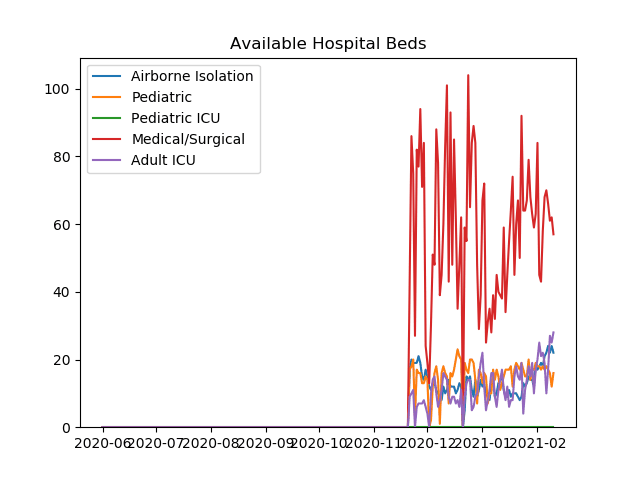 Available Hospital Beds
Airborne Isolation
Pediatric
Pediatric ICU
Medical/Surgical
Adult ICU
100
80
60
40
20
0
2020-06 2020-07 2020-08 2020-09 2020-10 2020-11 2020-12 2021-01 2021-02